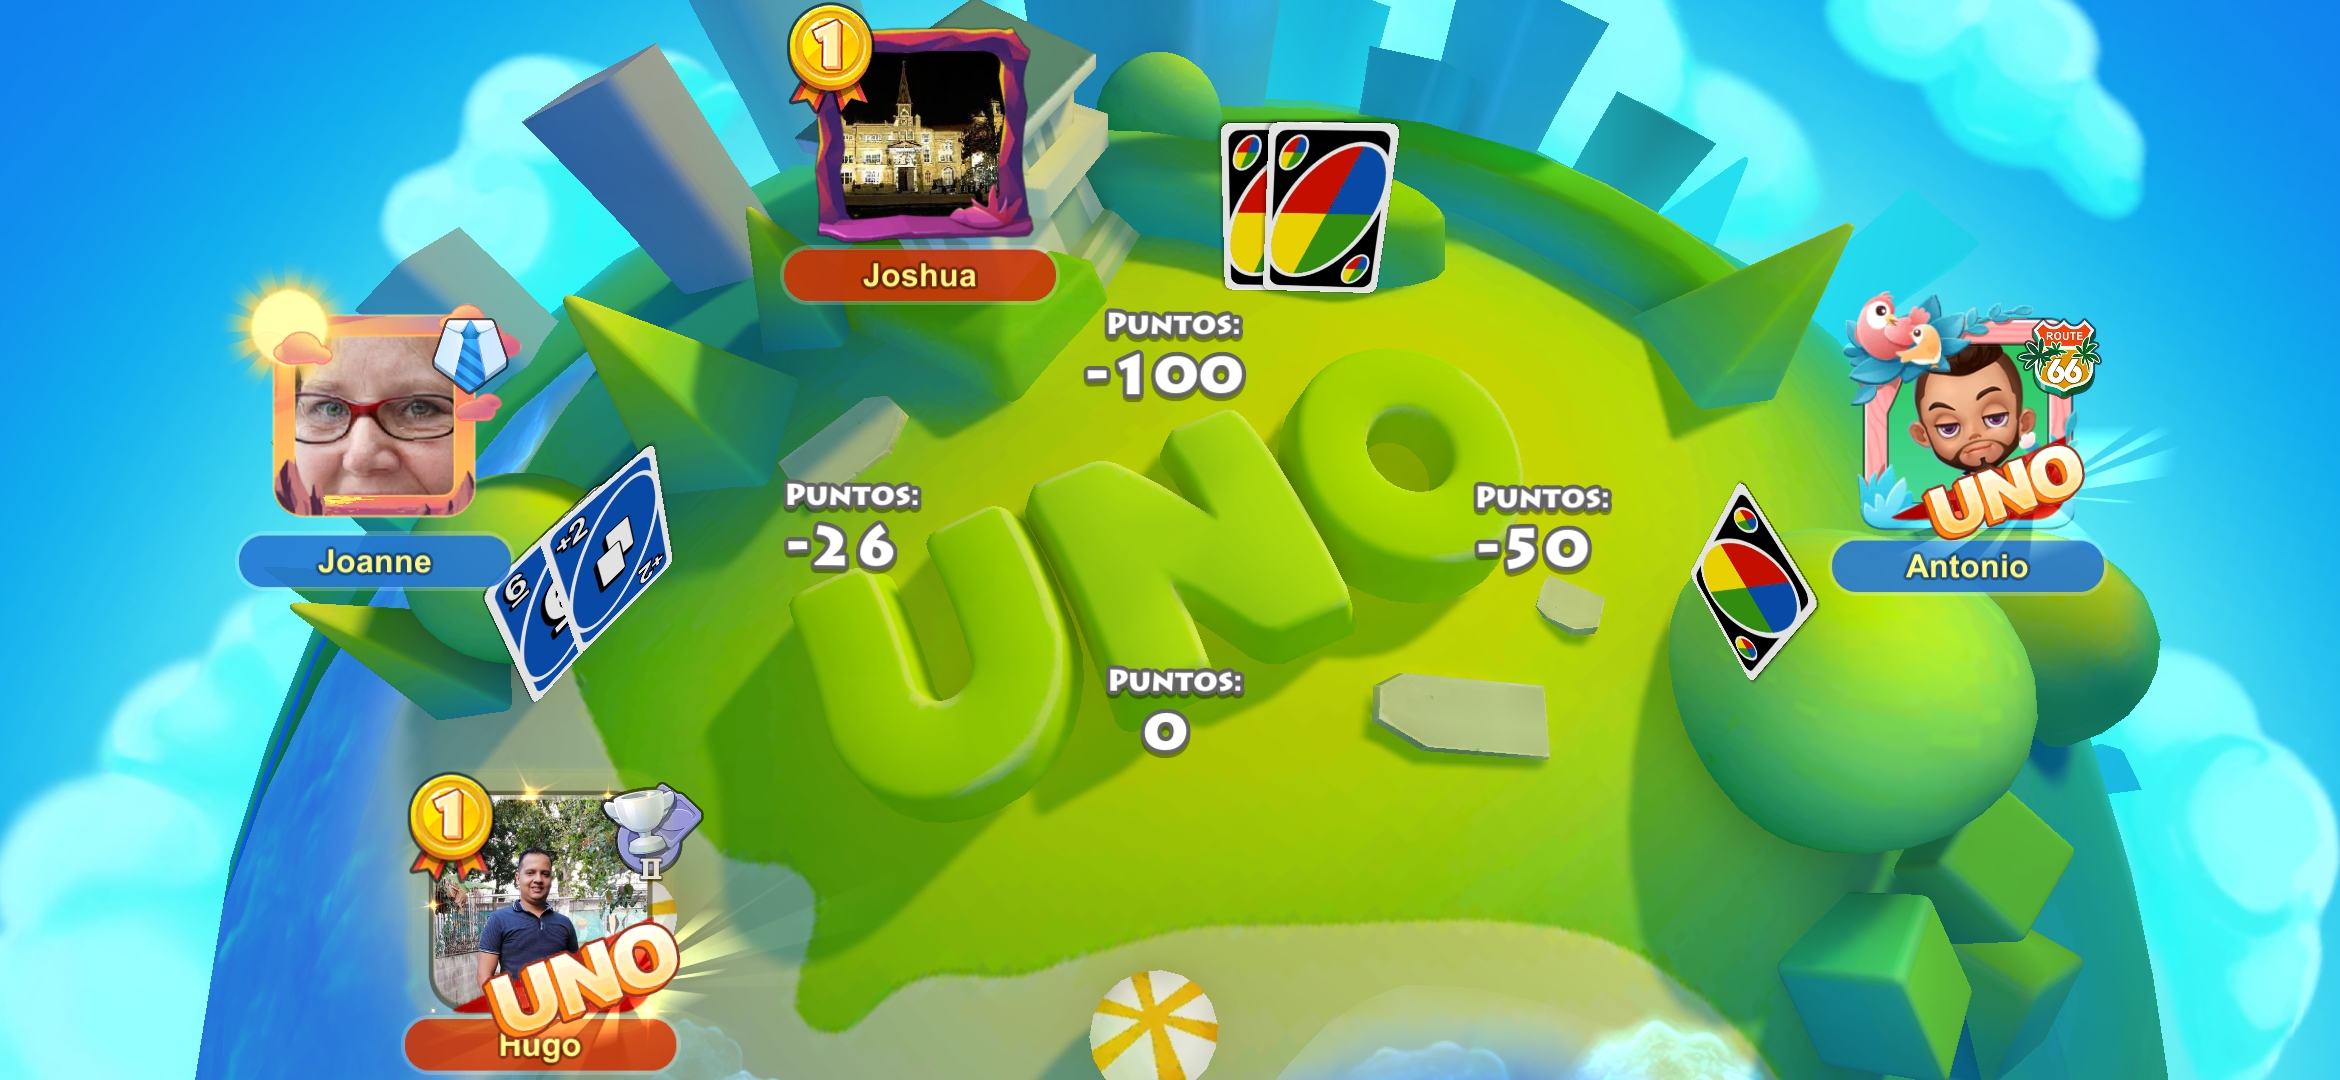 1
Joshua
PUNTOS:
-100
Joanne
6
+2
+2
PUNTOS:
-26
UNO
PUNTOS:
-50
ROUTE
66
UNO
Antonio
PUNTOS:
0
1
II
UNO
Hugo